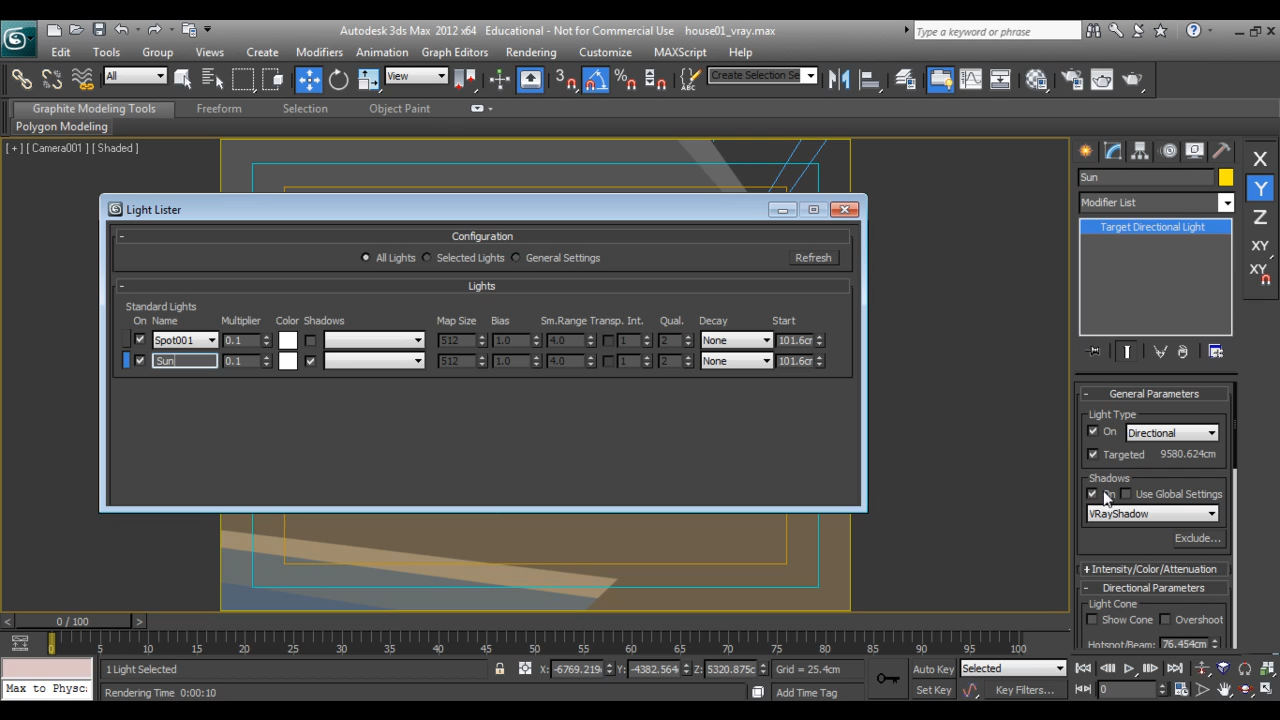 Autodesk 3ds Max 2012 x64 Educational - Not for Commercial Use house01_vray.max
Type a keyword or phrase
Edit Tools Group Views Create Modifiers Animation Graph Editors Rendering Customize MAXScript Help
All View Create Selection Se
Graphite Modeling Tools Freeform Selection Object Paint
Polygon Modeling
[ + ] [ Camera001 ] [ Shaded ]
Light Lister
Configuration
All Lights Selected Lights General Settings Refresh
Lights
Standard Lights
On Name Multiplier Color Shadows Map Size Bias Sm.Range Transp. Int. Qual. Decay Start
Spot001 0.1 512 1.0 4.0 1 2 None 101.6cr
Sun 0.1 512 1.0 4.0 1 2 None 101.6cr
Sun
Modifier List
Target Directional Light
X
Y
Z
XY
XY
- General Parameters
Light Type
On Directional
Targeted 9580.624cm
Shadows
On Use Global Settings
VRayShadow
Exclude...
+ Intensity/Color/Attenuation
- Directional Parameters
Light Cone
Show Cone Overshoot
Hotspot/Beam: 76.454cm
0 / 100
5 10 15 20 25 30 35 40 45 50 55 60 65 70 75 80 85 90 95 100
1 Light Selected X: -6769.219 Y: -4382.564 Z: 5320.875c Grid = 25.4cm Auto Key Selected
Max to Physc
Rendering Time 0:00:10 Add Time Tag Set Key Key Filters... 0